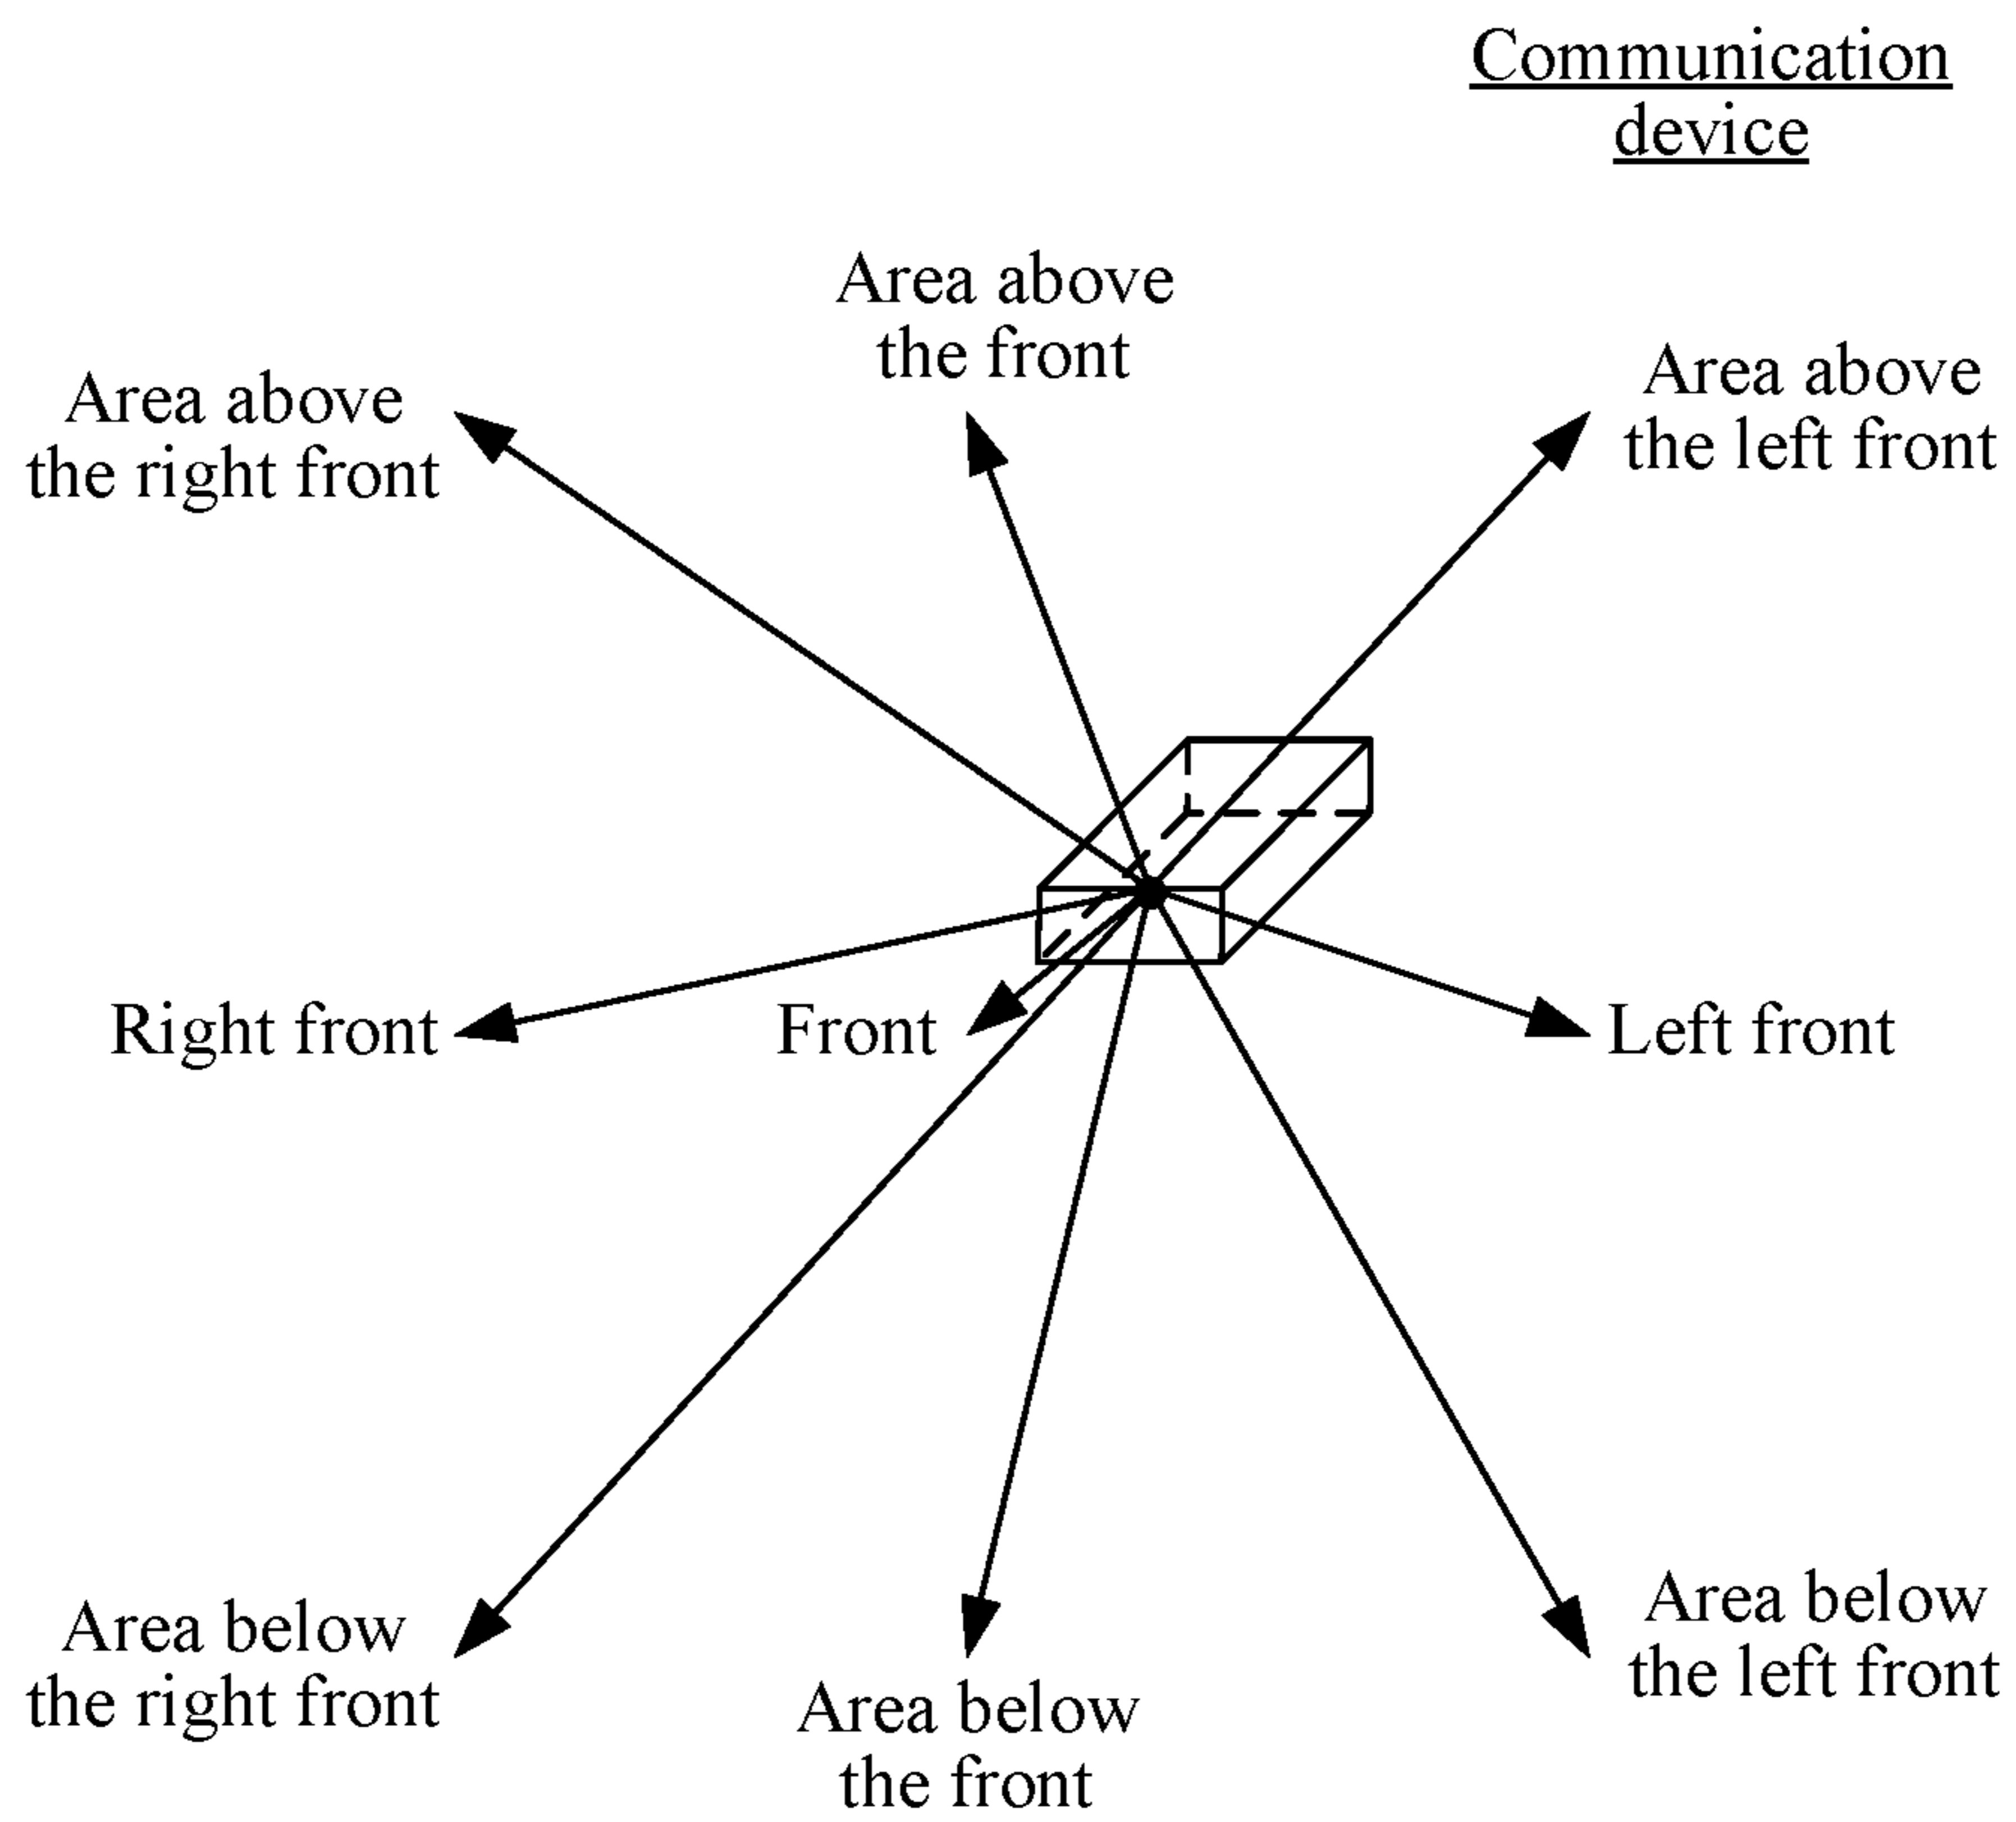 Communication
device
Area above
the front
Area above
the right front
Area above
the left front
Right front
Front
Left front
Area below
the right front
Area below
the front
Area below
the left front